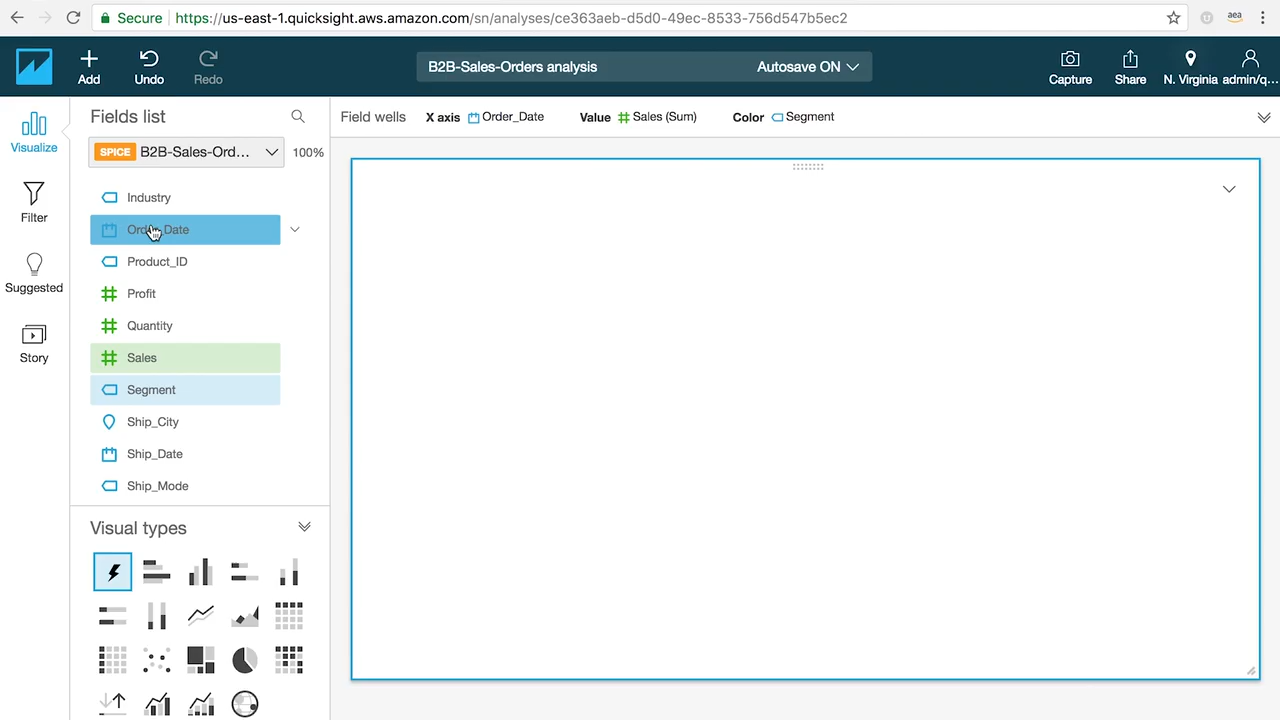 Secure https://us-east-1.quicksight.aws.amazon.com/sn/analyses/ce363aeb-d5d0-49ec-8533-756d547b5ec2
aea
Add Undo Redo B2B-Sales-Orders analysis Autosave ON Capture Share N. Virginia admin/q...
Visualize
Filter
Suggested
Story
Fields list
SPICE B2B-Sales-Ord... 100%
Industry
Order_Date
Product_ID
Profit
Quantity
Sales
Segment
Ship_City
Ship_Date
Ship_Mode
Visual types
Field wells X axis Order_Date Value Sales (Sum) Color Segment